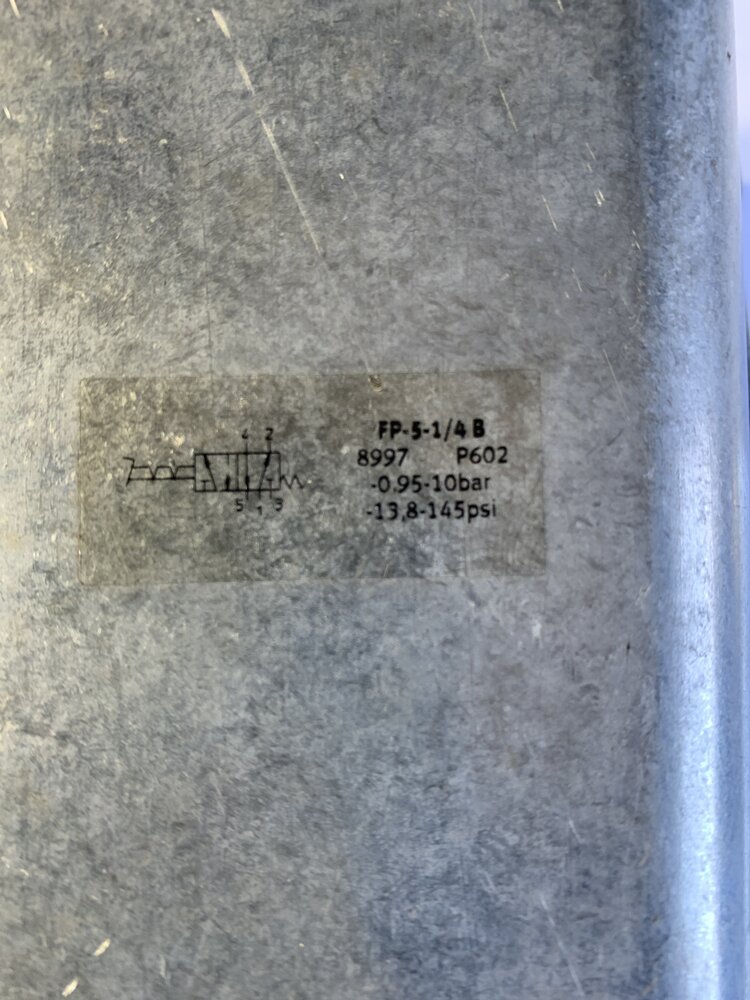 4 2
5 1 3
FP-5-1/4 B
8997 P602
-0.95-10bar
-13,8-145psi